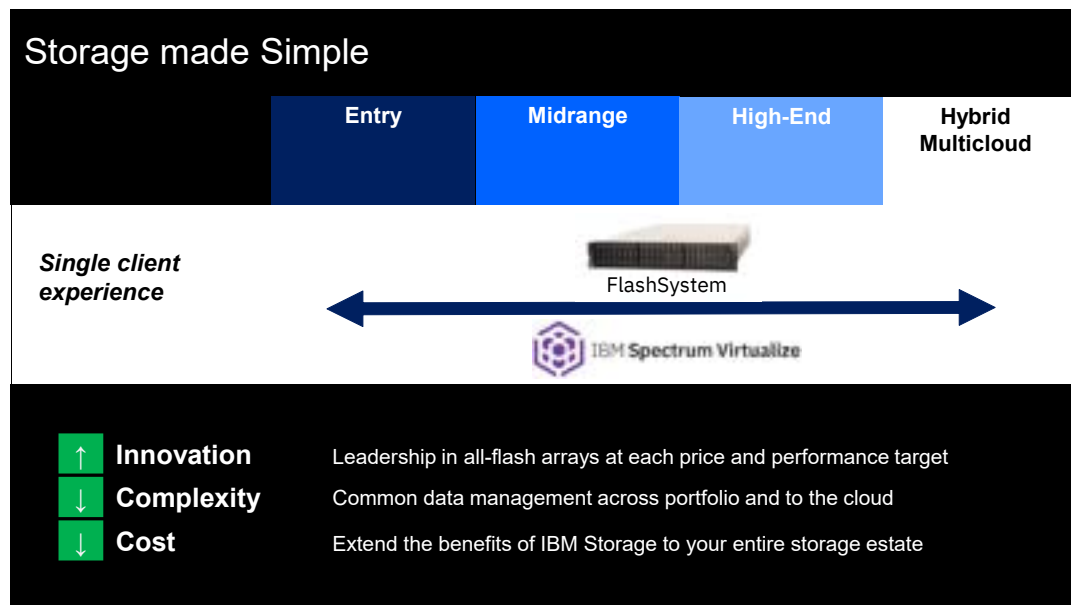 Storage made Simple
Entry
Midrange
High-End
Hybrid
Multicloud
Single client
experience
FlashSystem
IBM Spectrum Virtualize
↑ Innovation Leadership in all-flash arrays at each price and performance target
↓ Complexity Common data management across portfolio and to the cloud
↓ Cost Extend the benefits of IBM Storage to your entire storage estate